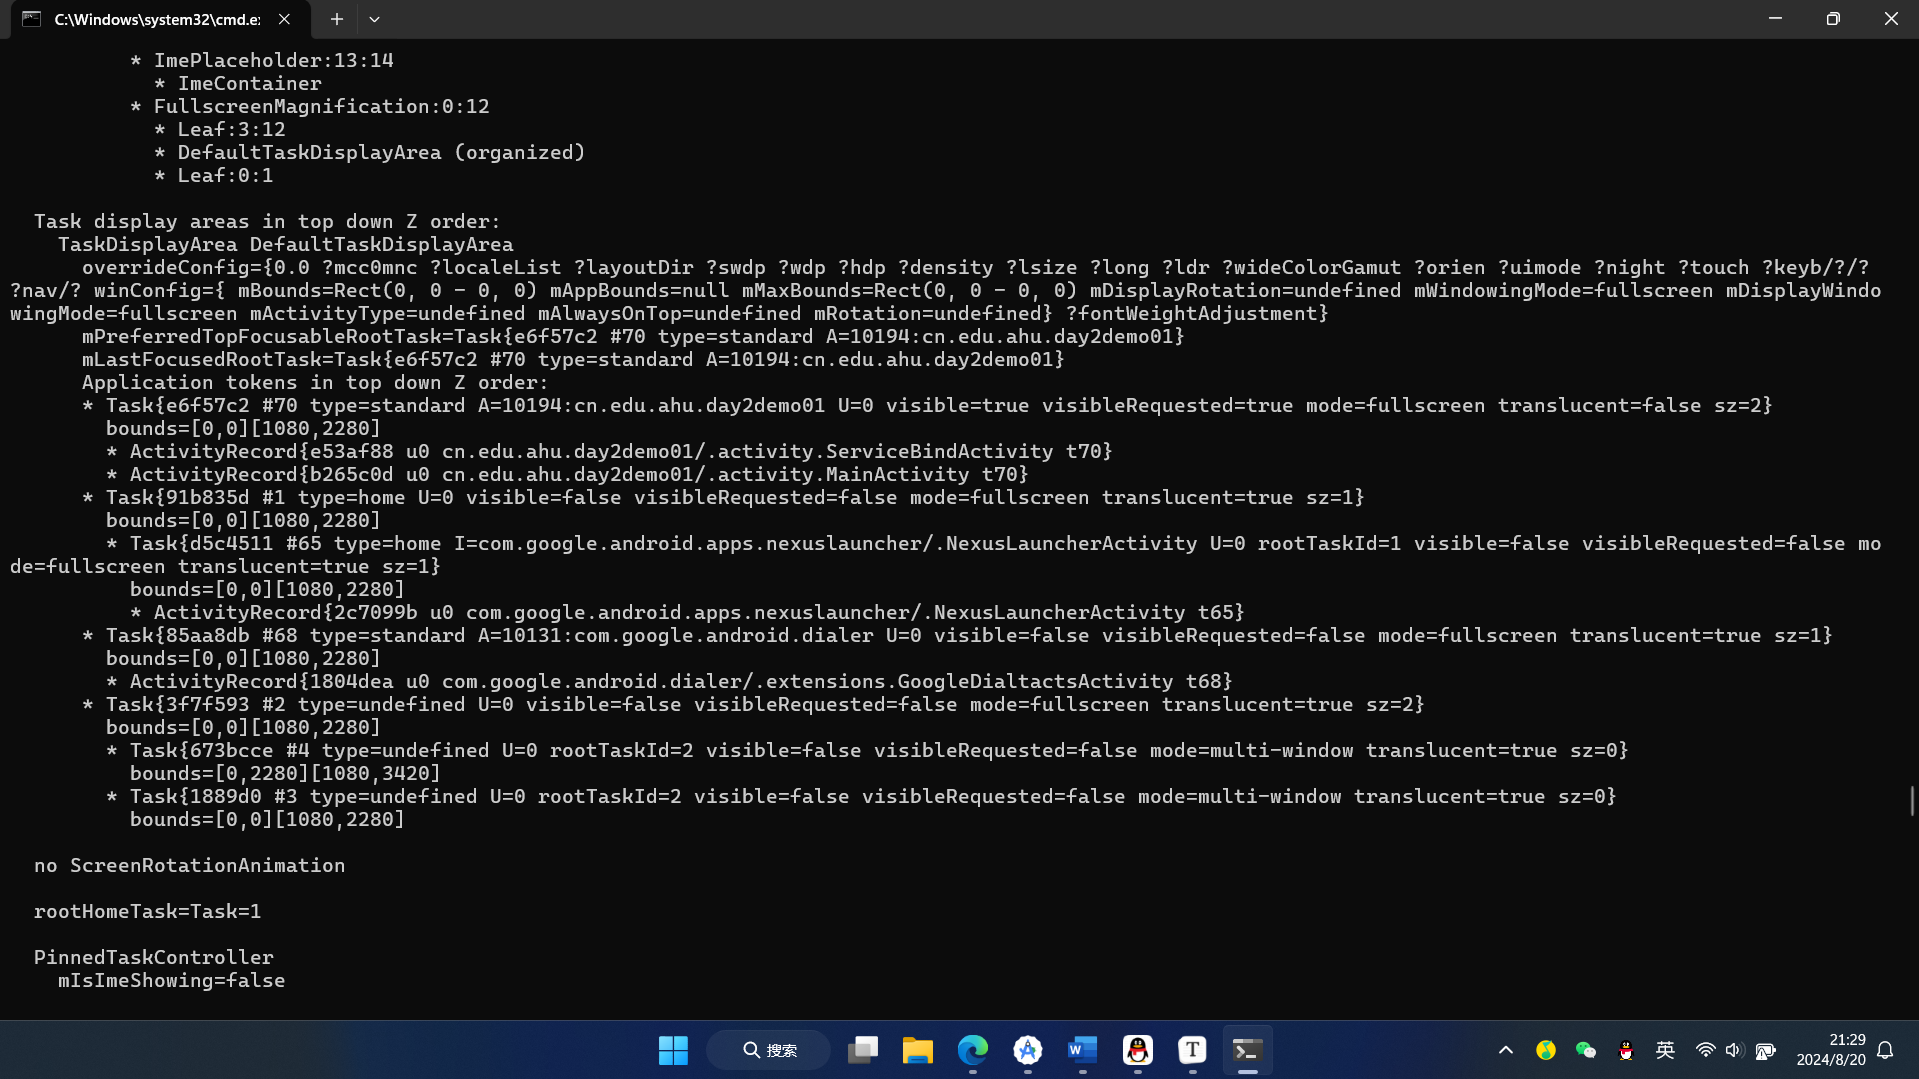 C:\Windows\system32\cmd.e:
* ImePlaceholder:13:14
* ImeContainer
* FullscreenMagnification:0:12
* Leaf:3:12
* DefaultTaskDisplayArea (organized)
* Leaf:0:1
Task display areas in top down Z order:
TaskDisplayArea DefaultTaskDisplayArea
overrideConfig={0.0 ?mcc0mnc ?localeList ?layoutDir ?swdp ?wdp ?hdp ?density ?lsize ?long ?ldr ?wideColorGamut ?orien ?uimode ?night ?touch ?keyb/?/?
?nav/? winConfig={ mBounds=Rect(0, 0 - 0, 0) mAppBounds=null mMaxBounds=Rect(0, 0 - 0, 0) mDisplayRotation=undefined mWindowingMode=fullscreen mDisplayWindo
wingMode=fullscreen mActivityType=undefined mAlwaysOnTop=undefined mRotation=undefined} ?fontWeightAdjustment}
mPreferredTopFocusableRootTask=Task{e6f57c2 #70 type=standard A=10194:cn.edu.ahu.day2demo01}
mLastFocusedRootTask=Task{e6f57c2 #70 type=standard A=10194:cn.edu.ahu.day2demo01}
Application tokens in top down Z order:
* Task{e6f57c2 #70 type=standard A=10194:cn.edu.ahu.day2demo01 U=0 visible=true visibleRequested=true mode=fullscreen translucent=false sz=2}
bounds=[0,0][1080,2280]
* ActivityRecord{e53af88 u0 cn.edu.ahu.day2demo01/.activity.ServiceBindActivity t70}
* ActivityRecord{b265c0d u0 cn.edu.ahu.day2demo01/.activity.MainActivity t70}
* Task{91b835d #1 type=home U=0 visible=false visibleRequested=false mode=fullscreen translucent=true sz=1}
bounds=[0,0][1080,2280]
* Task{d5c4511 #65 type=home I=com.google.android.apps.nexuslauncher/.NexusLauncherActivity U=0 rootTaskId=1 visible=false visibleRequested=false mo
de=fullscreen translucent=true sz=1}
bounds=[0,0][1080,2280]
* ActivityRecord{2c7099b u0 com.google.android.apps.nexuslauncher/.NexusLauncherActivity t65}
* Task{85aa8db #68 type=standard A=10131:com.google.android.dialer U=0 visible=false visibleRequested=false mode=fullscreen translucent=true sz=1}
bounds=[0,0][1080,2280]
* ActivityRecord{1804dea u0 com.google.android.dialer/.extensions.GoogleDialtactsActivity t68}
* Task{3f7f593 #2 type=undefined U=0 visible=false visibleRequested=false mode=fullscreen translucent=true sz=2}
bounds=[0,0][1080,2280]
* Task{673bcce #4 type=undefined U=0 rootTaskId=2 visible=false visibleRequested=false mode=multi-window translucent=true sz=0}
bounds=[0,2280][1080,3420]
* Task{1889d0 #3 type=undefined U=0 rootTaskId=2 visible=false visibleRequested=false mode=multi-window translucent=true sz=0}
bounds=[0,0][1080,2280]
no ScreenRotationAnimation
rootHomeTask=Task=1
PinnedTaskController
mIsImeShowing=false
搜索
英
21:29
2024/8/20